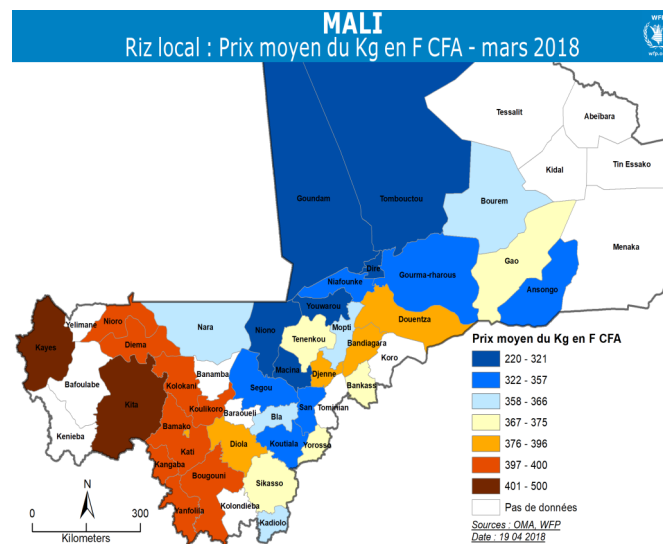 MALI
Riz local : Prix moyen du Kg en F CFA - mars 2018
WFP
wfp.org
Tessalit
Abeibara
Kidal
Tin Essako
Goundam
Tombouctou
Bourem
Menaka
Gao
Dire
Gourma-rharous
Ansongo
Niafounke
Youwarou
Nioro
Yelimane
Nara
Niono
Mopti
Douentza
Tenenkou
Kayes
Diema
Bandiagara
Koro
Macina
Djenne
Banamba
Bafoulabe
Kolokani
Segou
Bankass
Kita
Koulikoro
Baraoueli
San
Tominian
Bla
Bamako
Kenieba
Diola
Koutiala
Yorosso
Kati
Kangaba
Bougouni
Sikasso
Yanfolila
Kolondieba
Kadiolo
Prix moyen du Kg en F CFA
220 - 321
322 - 357
358 - 366
367 - 375
376 - 396
397 - 400
401 - 500
Pas de données
Sources : OMA, WFP
Date : 19 04 2018
N
0 300
Kilometers